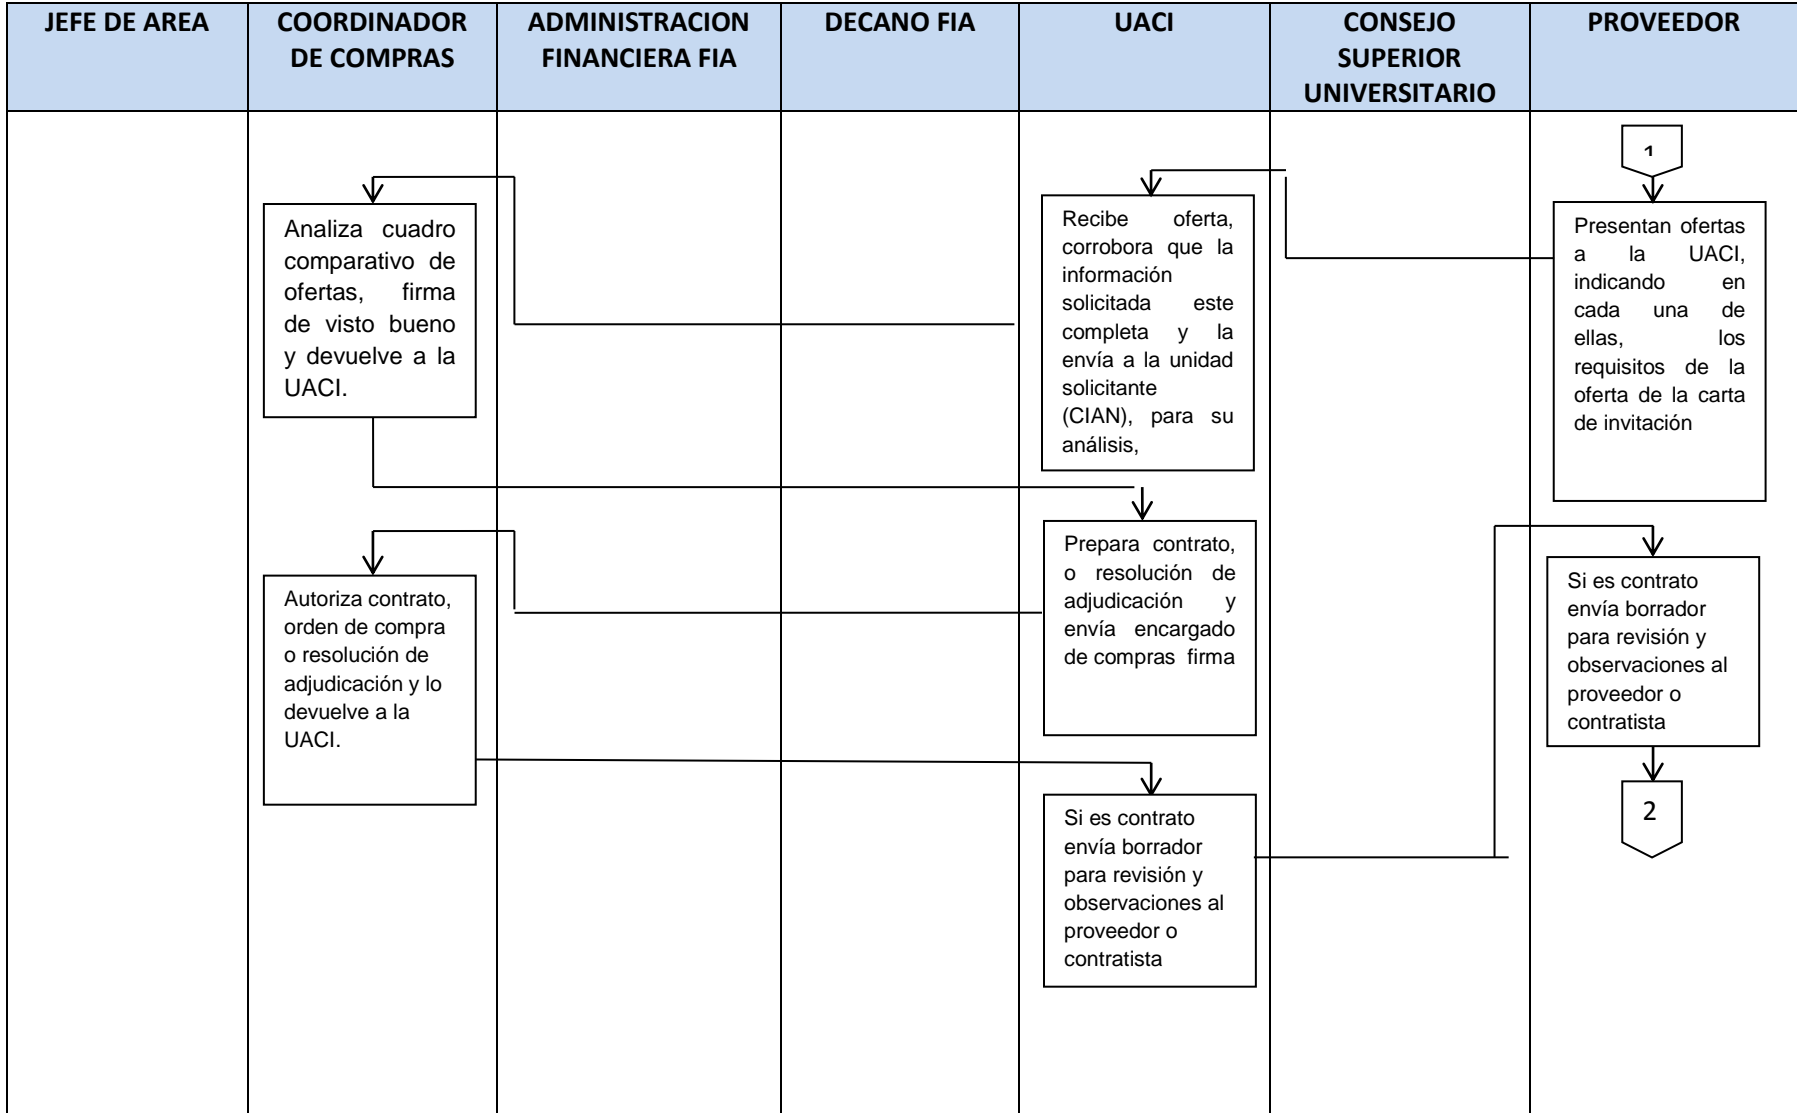 JEFE DE AREA
COORDINADOR
DE COMPRAS
ADMINISTRACION
FINANCIERA FIA
DECANO FIA
UACI
CONSEJO
SUPERIOR
UNIVERSITARIO
PROVEEDOR
1
Presentan ofertas
a la UACI,
indicando en
cada una de
ellas, los
requisitos de la
oferta de la carta
de invitación
Recibe oferta,
corrobora que la
información
solicitada este
completa y la
envía a la unidad
solicitante
(CIAN), para su
análisis,
Analiza cuadro
comparativo de
ofertas, firma
de visto bueno
y devuelve a la
UACI.
Prepara contrato,
o resolución de
adjudicación y
envía encargado
de compras firma
Autoriza contrato,
orden de compra
o resolución de
adjudicación y lo
devuelve a la
UACI.
Si es contrato
envía borrador
para revisión y
observaciones al
proveedor o
contratista
Si es contrato
envía borrador
para revisión y
observaciones al
proveedor o
contratista
2